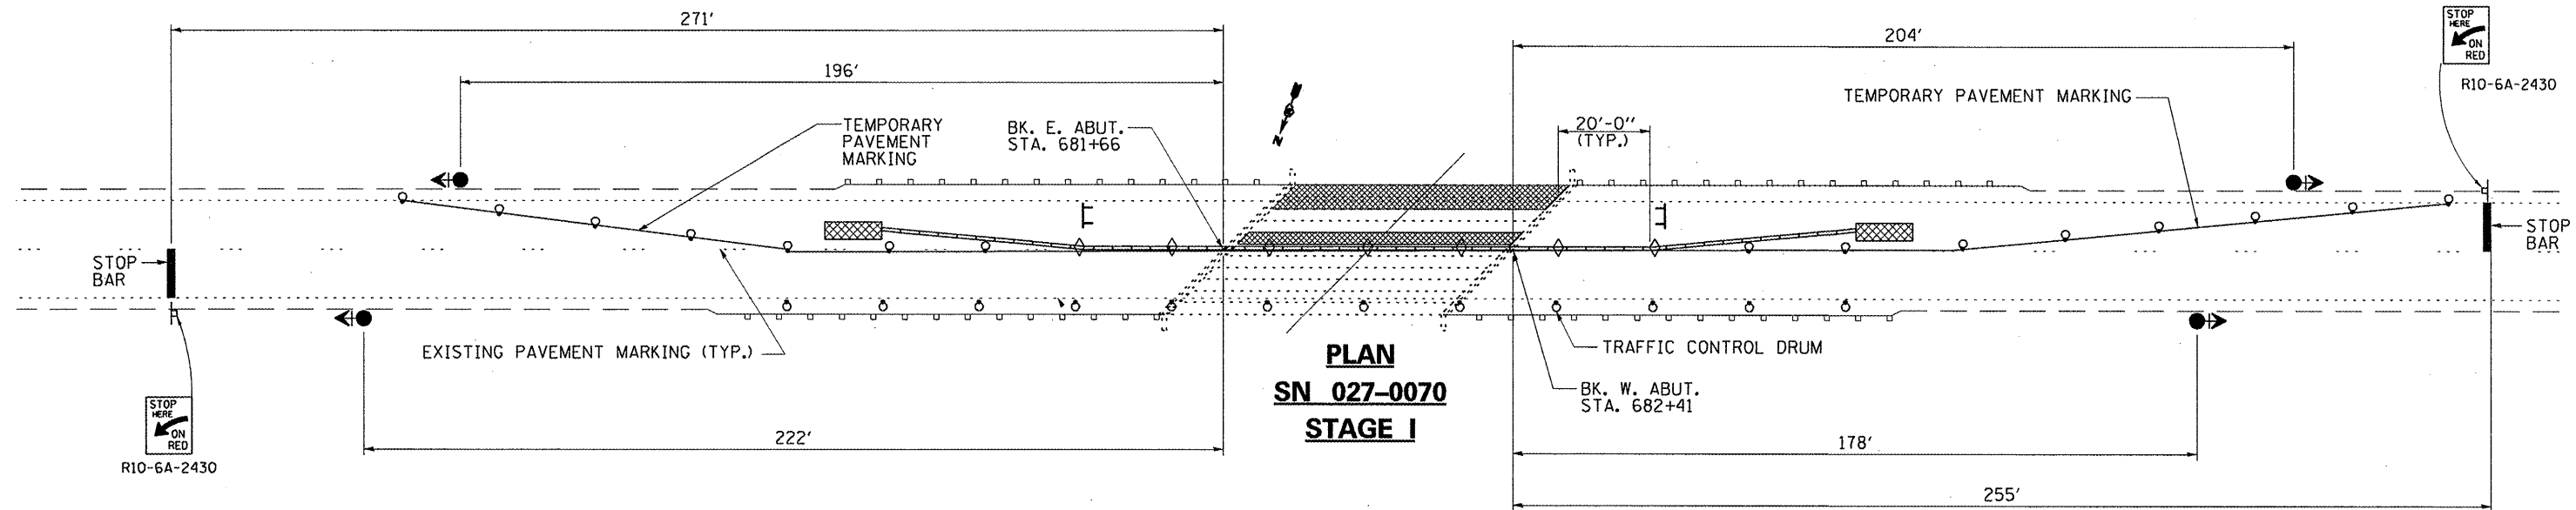 271'
204'
STOP
HERE
ON
RED
R10-6A-2430
196'
TEMPORARY PAVEMENT MARKING
TEMPORARY
PAVEMENT
MARKING
BK. E. ABUT.
STA. 681+66
20'-0"
(TYP.)
N
STOP
BAR
STOP
BAR
EXISTING PAVEMENT MARKING (TYP.)
TRAFFIC CONTROL DRUM
PLAN
SN 027-0070
STAGE I
BK. W. ABUT.
STA. 682+41
STOP
HERE
ON
RED
R10-6A-2430
222'
178'
255'